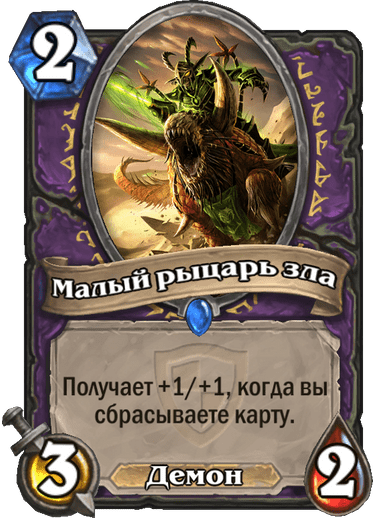 2
Малый рыцарь зла
Получает +1/+1, когда вы
сбрасываете карту.
3
Демон
2